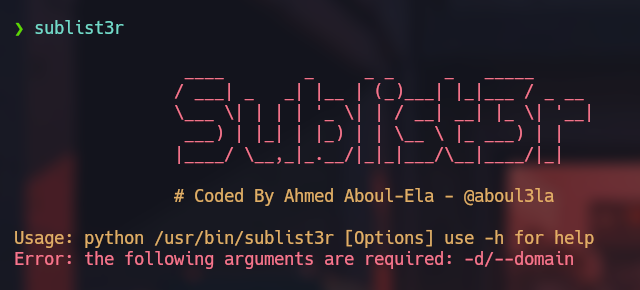 ❯ sublist3r
Sublist3r
# Coded By Ahmed Aboul-Ela - @aboul3la
Usage: python /usr/bin/sublist3r [Options] use -h for help
Error: the following arguments are required: -d/--domain